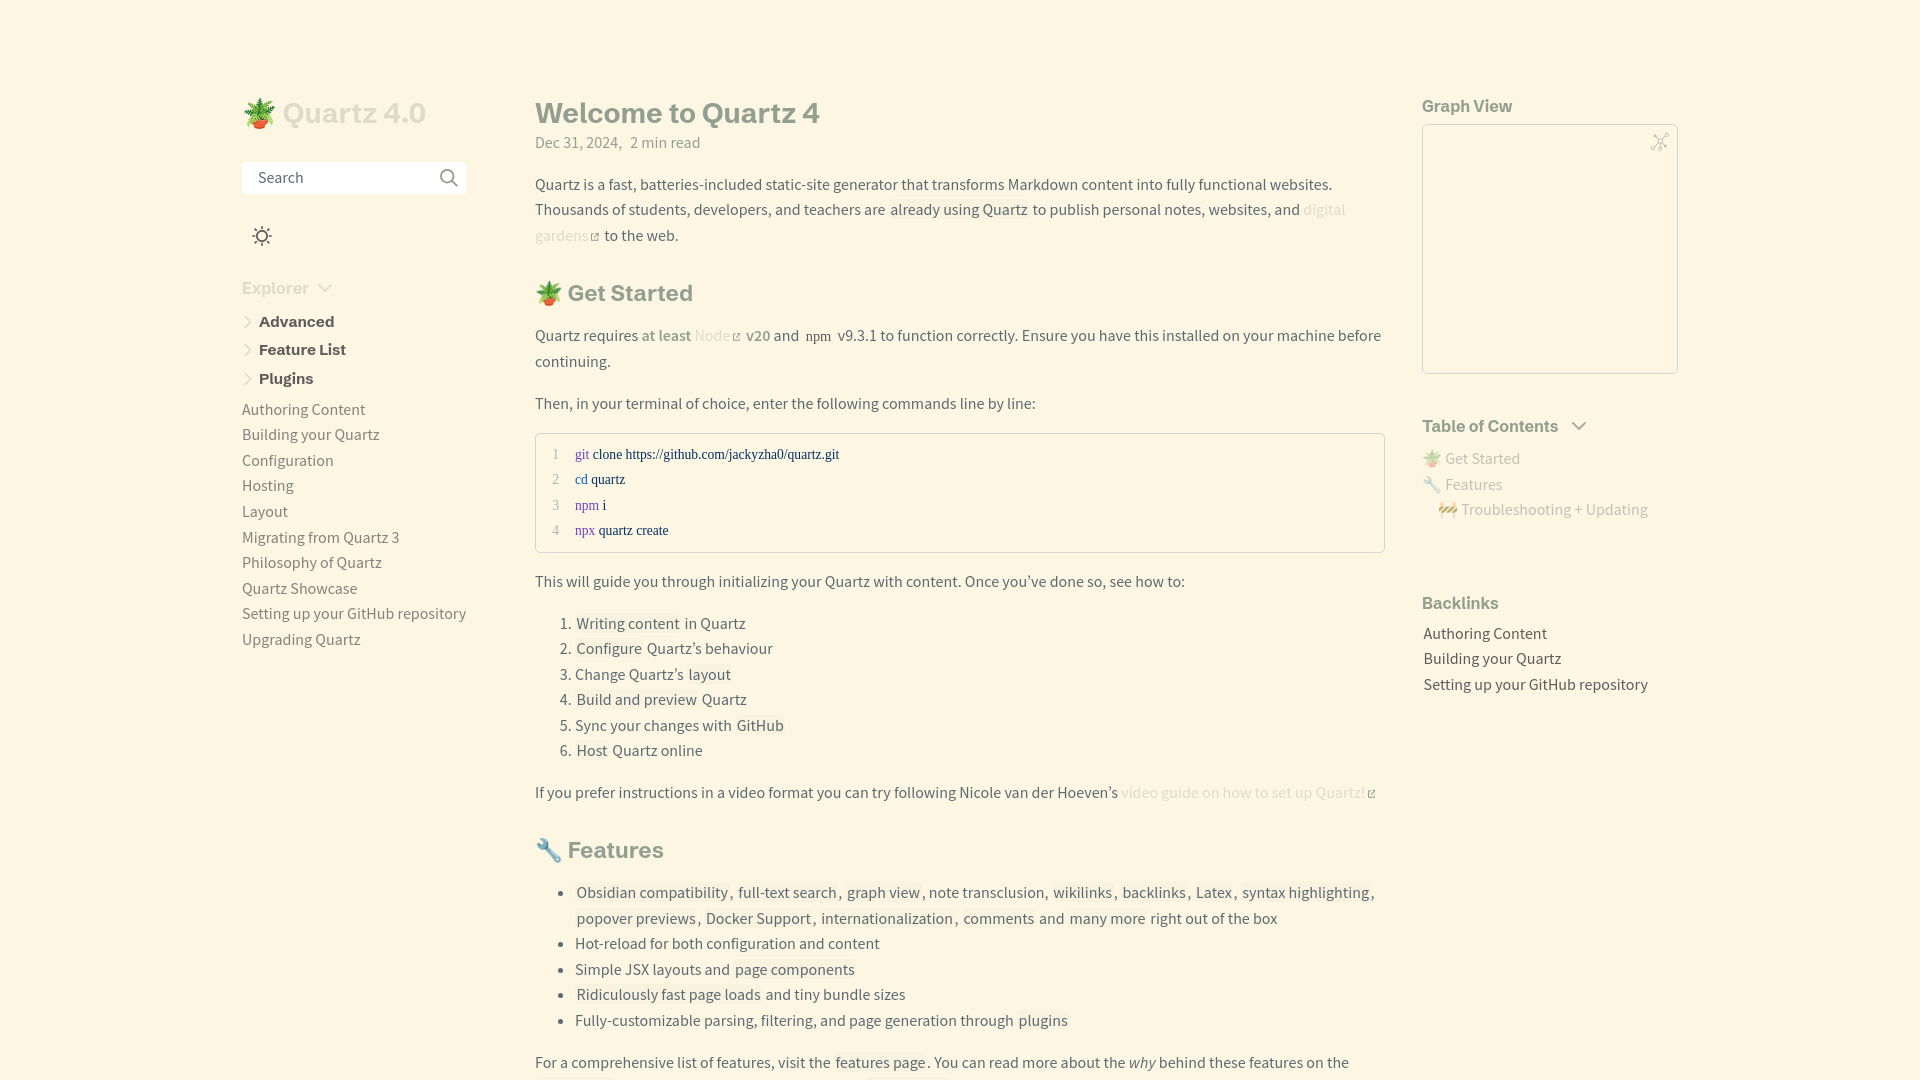 🪴 Quartz 4.0
Search
Explorer
Advanced
Feature List
Plugins
Authoring Content
Building your Quartz
Configuration
Hosting
Layout
Migrating from Quartz 3
Philosophy of Quartz
Quartz Showcase
Setting up your GitHub repository
Upgrading Quartz
Welcome to Quartz 4
Dec 31, 2024, 2 min read
Quartz is a fast, batteries-included static-site generator that transforms Markdown content into fully functional websites.
Thousands of students, developers, and teachers are already using Quartz to publish personal notes, websites, and digital
gardens to the web.
🪴 Get Started
Quartz requires at least Node v20 and npm v9.3.1 to function correctly. Ensure you have this installed on your machine before
continuing.
Then, in your terminal of choice, enter the following commands line by line:
1 git clone https://github.com/jackyzha0/quartz.git
2 cd quartz
3 npm i
4 npx quartz create
This will guide you through initializing your Quartz with content. Once you’ve done so, see how to:
1. Writing content in Quartz
2. Configure Quartz’s behaviour
3. Change Quartz’s layout
4. Build and preview Quartz
5. Sync your changes with GitHub
6. Host Quartz online
If you prefer instructions in a video format you can try following Nicole van der Hoeven’s video guide on how to set up Quartz!
🔧 Features
• Obsidian compatibility, full-text search, graph view, note transclusion, wikilinks, backlinks, Latex, syntax highlighting,
popover previews, Docker Support, internationalization, comments and many more right out of the box
• Hot-reload for both configuration and content
• Simple JSX layouts and page components
• Ridiculously fast page loads and tiny bundle sizes
• Fully-customizable parsing, filtering, and page generation through plugins
For a comprehensive list of features, visit the features page. You can read more about the why behind these features on the
Graph View
Table of Contents
🪴 Get Started
🔧 Features
🚧 Troubleshooting + Updating
Backlinks
Authoring Content
Building your Quartz
Setting up your GitHub repository